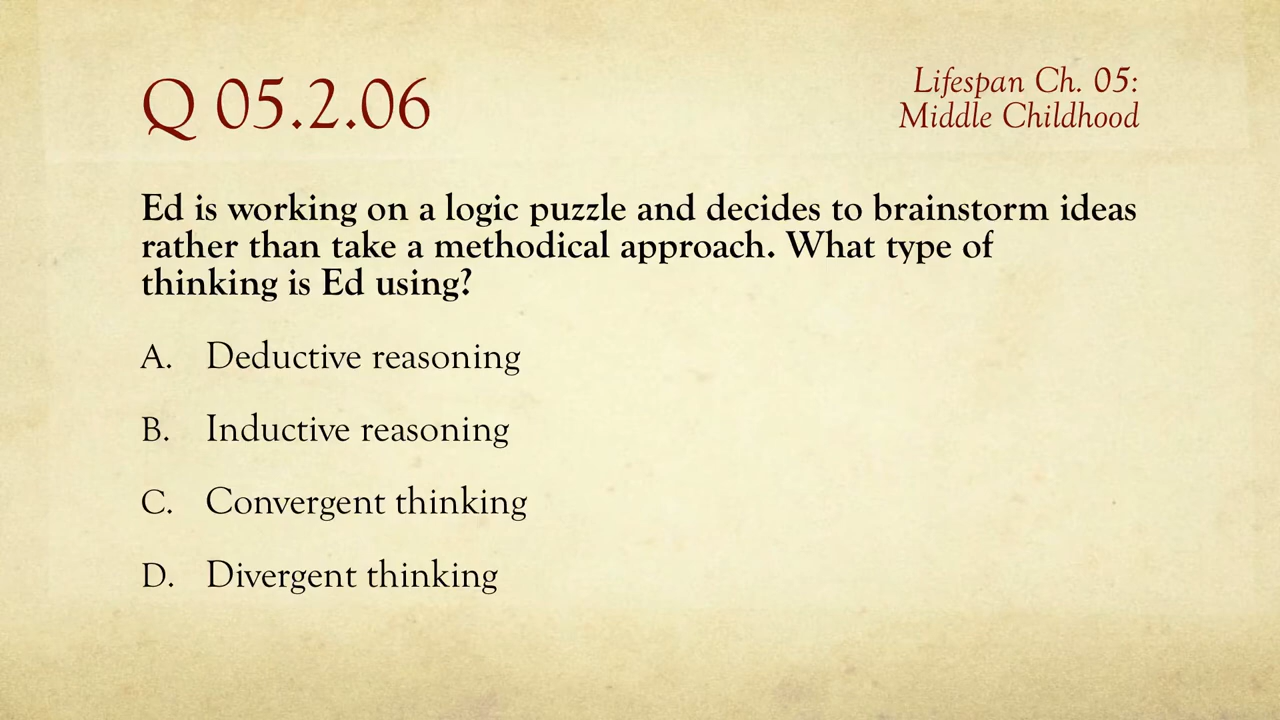 Q 05.2.06
Lifespan Ch. 05:
Middle Childhood
Ed is working on a logic puzzle and decides to brainstorm ideas
rather than take a methodical approach. What type of
thinking is Ed using?
A. Deductive reasoning
B. Inductive reasoning
C. Convergent thinking
D. Divergent thinking